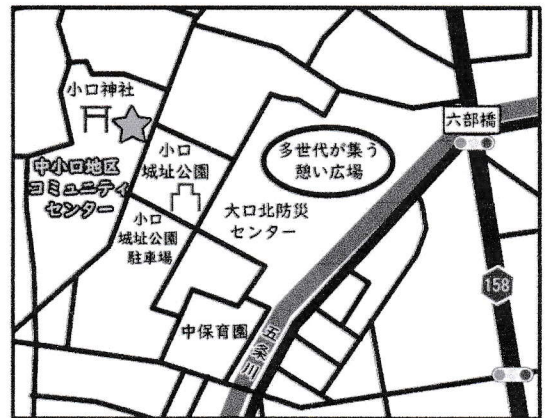 小口神社
中小口地区
コミュニティ
センター
小口
城址公園
小口
城址公園
駐車場
多世代が集う
憩い広場
大口北防災
センター
六部橋
中保育園
五条川
158